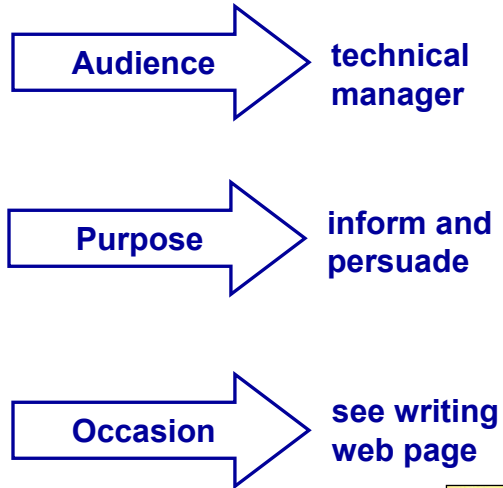 Audience
technical
manager
Purpose
inform and
persuade
Occasion
see writing
web page